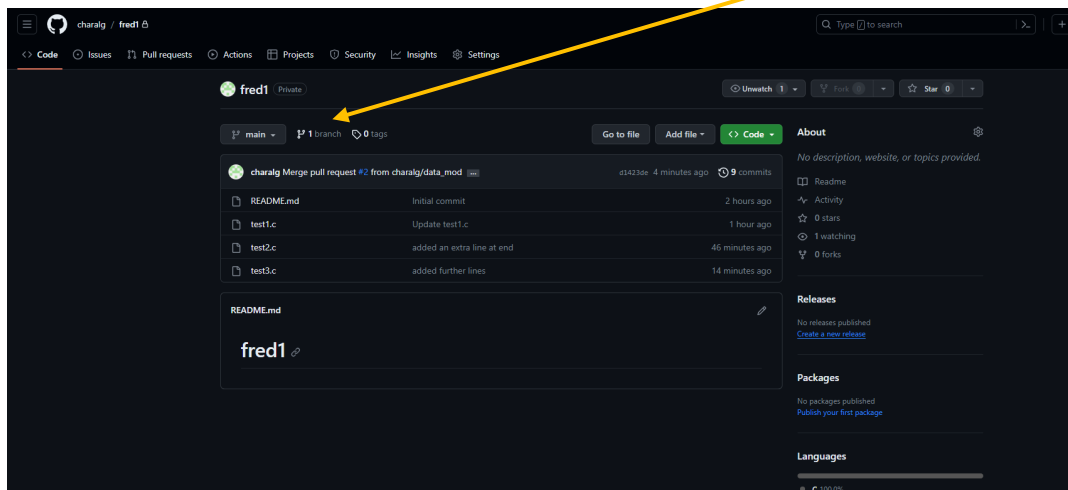 charalg / fred1
Type / to search
Code Issues Pull requests Actions Projects Security Insights Settings
fred1 Private
Unwatch 1 Fork 0 Star 0
main 1 branch 0 tags Go to file Add file Code
charalg Merge pull request #2 from charalg/data_mod ... d1423de 4 minutes ago 9 commits
README.md Initial commit 2 hours ago
test1.c Update test1.c 1 hour ago
test2.c added an extra line at end 46 minutes ago
test3.c added further lines 14 minutes ago
README.md
fred1
About
No description, website, or topics provided.
Readme
Activity
0 stars
1 watching
0 forks
Releases
No releases published
Create a new release
Packages
No packages published
Publish your first package
Languages
C 100.0%